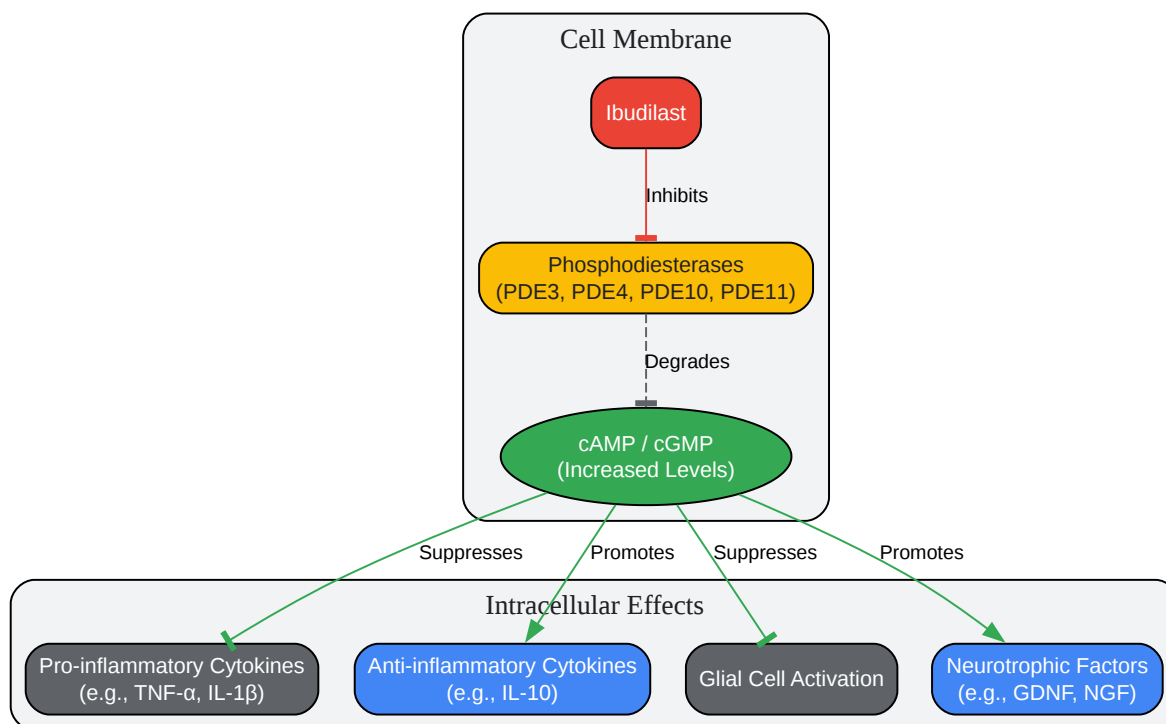 Cell Membrane
Ibudilast
Inhibits
Phosphodiesterases
(PDE3, PDE4, PDE10, PDE11)
Degrades
cAMP / cGMP
(Increased Levels)
Suppresses
Promotes
Suppresses
Promotes
Intracellular Effects
Pro-inflammatory Cytokines
(e.g., TNF-α, IL-1β)
Anti-inflammatory Cytokines
(e.g., IL-10)
Glial Cell Activation
Neurotrophic Factors
(e.g., GDNF, NGF)